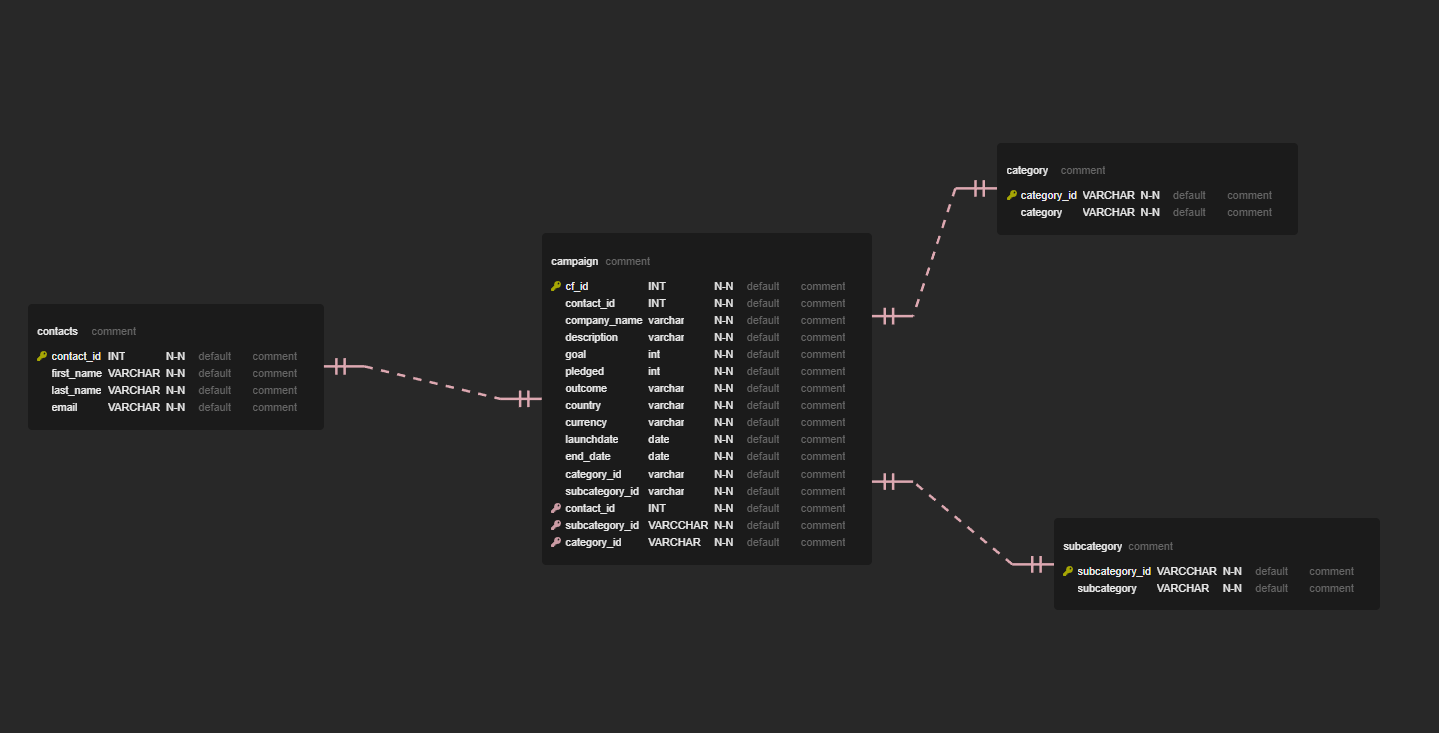 contacts comment
contact_id INT N-N default comment
first_name VARCHAR N-N default comment
last_name VARCHAR N-N default comment
email VARCHAR N-N default comment
campaign comment
cf_id INT N-N default comment
contact_id INT N-N default comment
company_name varchar N-N default comment
description varchar N-N default comment
goal int N-N default comment
pledged int N-N default comment
outcome varchar N-N default comment
country varchar N-N default comment
currency varchar N-N default comment
launchdate date N-N default comment
end_date date N-N default comment
category_id varchar N-N default comment
subcategory_id varchar N-N default comment
contact_id INT N-N default comment
subcategory_id VARCCHAR N-N default comment
category_id VARCHAR N-N default comment
category comment
category_id VARCHAR N-N default comment
category VARCHAR N-N default comment
subcategory comment
subcategory_id VARCCHAR N-N default comment
subcategory VARCHAR N-N default comment